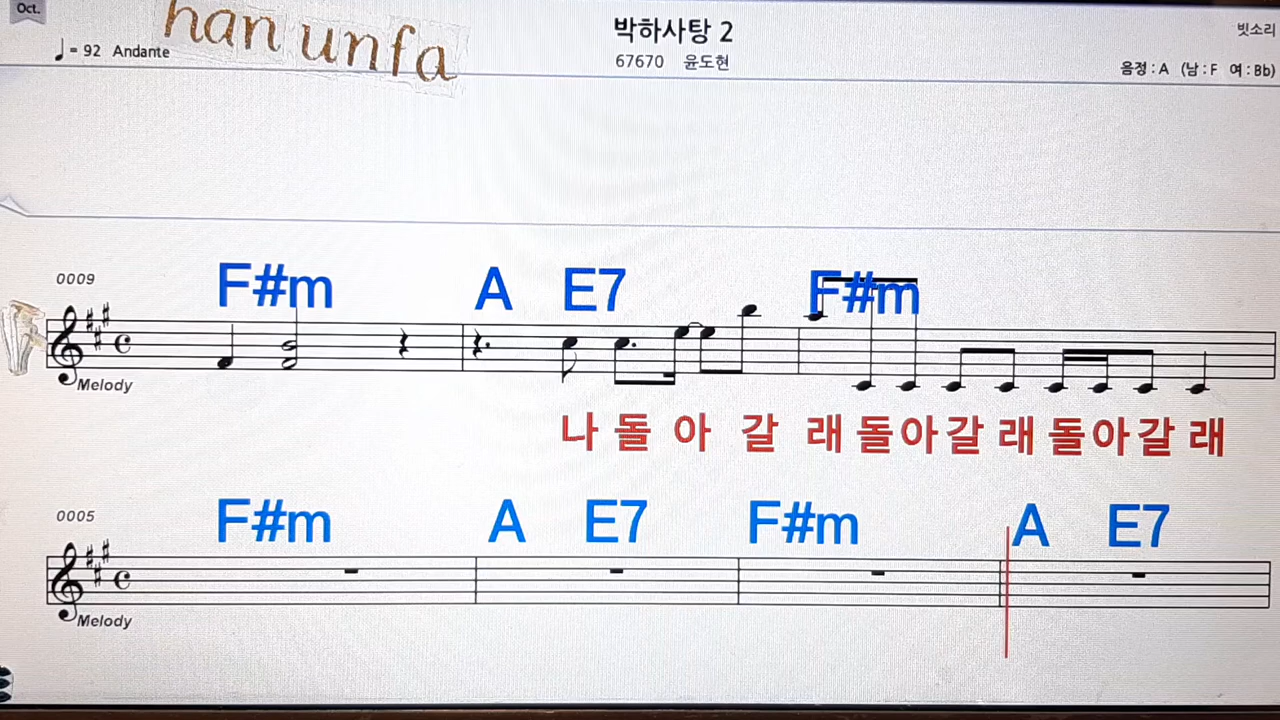 Oct.
han unfa
♩= 92 Andante
박하사탕 2
67670 윤도현
빗소리
음정 : A (남 : F 여 : Bb)
0009
F#m A E7 F#m
Melody
나 돌 아 갈 래 돌 아 갈 래 돌 아 갈 래
0005
F#m A E7 F#m A E7
Melody